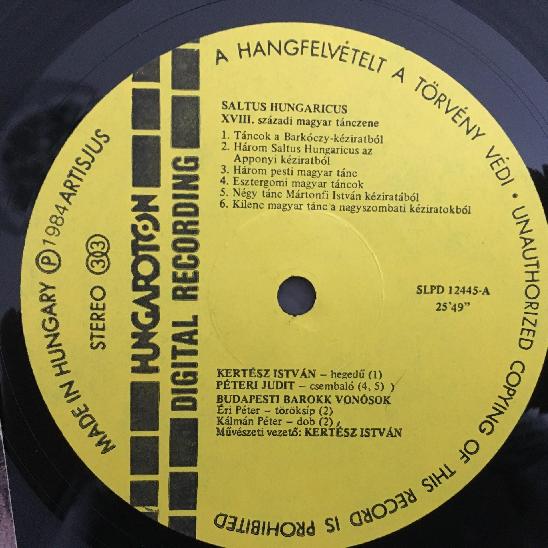 A HANGFELVÉTELT A TÖRVÉNY VÉDI • UNAUTHORIZED COPYING OF THIS RECORD IS PROHIBITED
MADE IN HUNGARY Ⓟ 1984 ARTISJUS
STEREO 33
HUNGAROTON
DIGITAL RECORDING
SALTUS HUNGARICUS
XVIII. századi magyar tánczene
1. Táncok a Barkóczy-kéziratból
2. Három Saltus Hungaricus az
Apponyi kéziratból
3. Három pesti magyar tánc
4. Esztergomi magyar táncok
5. Négy tánc Mártonfi István kéziratából
6. Kilenc magyar tánc a nagyszombati kéziratokból
SLPD 12445-A
25'49"
KERTÉSZ ISTVÁN – hegedű (1)
PÉTERI JUDIT – csembaló (4, 5) )
BUDAPESTI BAROKK VONÓSOK
Éri Péter – töröksíp (2)
Kálmán Péter – dob (2)
Művészeti vezető: KERTÉSZ ISTVÁN